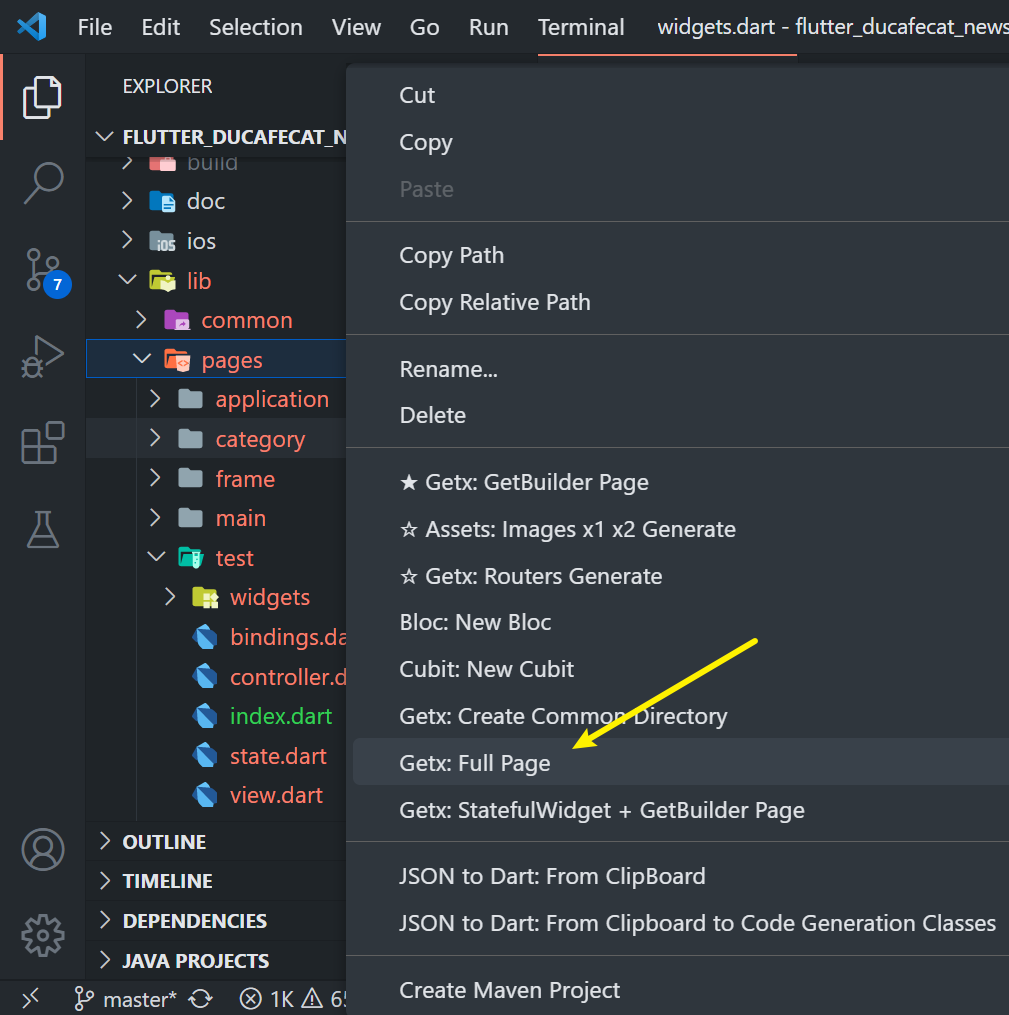 File Edit Selection View Go Run Terminal widgets.dart - flutter_ducafecat_news
EXPLORER
FLUTTER_DUCAFECAT_N
build
doc
ios
lib
common
pages
application
category
frame
main
test
widgets
bindings.da
controller.d
index.dart
state.dart
view.dart
OUTLINE
TIMELINE
DEPENDENCIES
JAVA PROJECTS
7
master* 1K 65
Cut
Copy
Paste
Copy Path
Copy Relative Path
Rename...
Delete
★ Getx: GetBuilder Page
☆ Assets: Images x1 x2 Generate
☆ Getx: Routers Generate
Bloc: New Bloc
Cubit: New Cubit
Getx: Create Common Directory
Getx: Full Page
Getx: StatefulWidget + GetBuilder Page
JSON to Dart: From ClipBoard
JSON to Dart: From Clipboard to Code Generation Classes
Create Maven Project